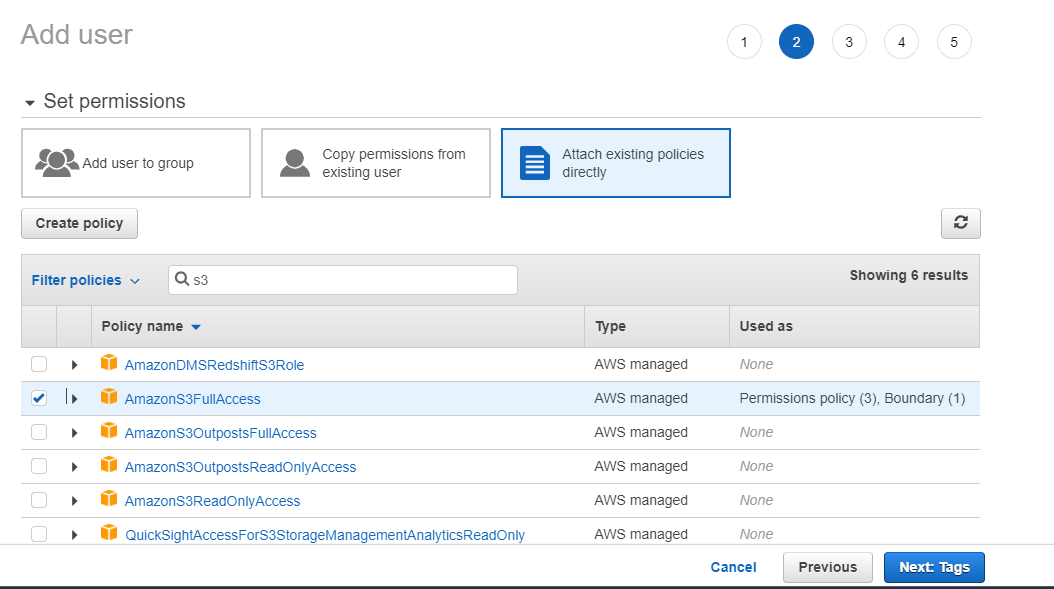 Add user
1 2 3 4 5
Set permissions
Add user to group
Copy permissions from
existing user
Attach existing policies
directly
Create policy
Filter policies s3 Showing 6 results
Policy name Type Used as
AmazonDMSRedshiftS3Role AWS managed None
AmazonS3FullAccess AWS managed Permissions policy (3), Boundary (1)
AmazonS3OutpostsFullAccess AWS managed None
AmazonS3OutpostsReadOnlyAccess AWS managed None
AmazonS3ReadOnlyAccess AWS managed None
QuickSightAccessForS3StorageManagementAnalyticsReadOnly AWS managed None
Cancel Previous Next: Tags